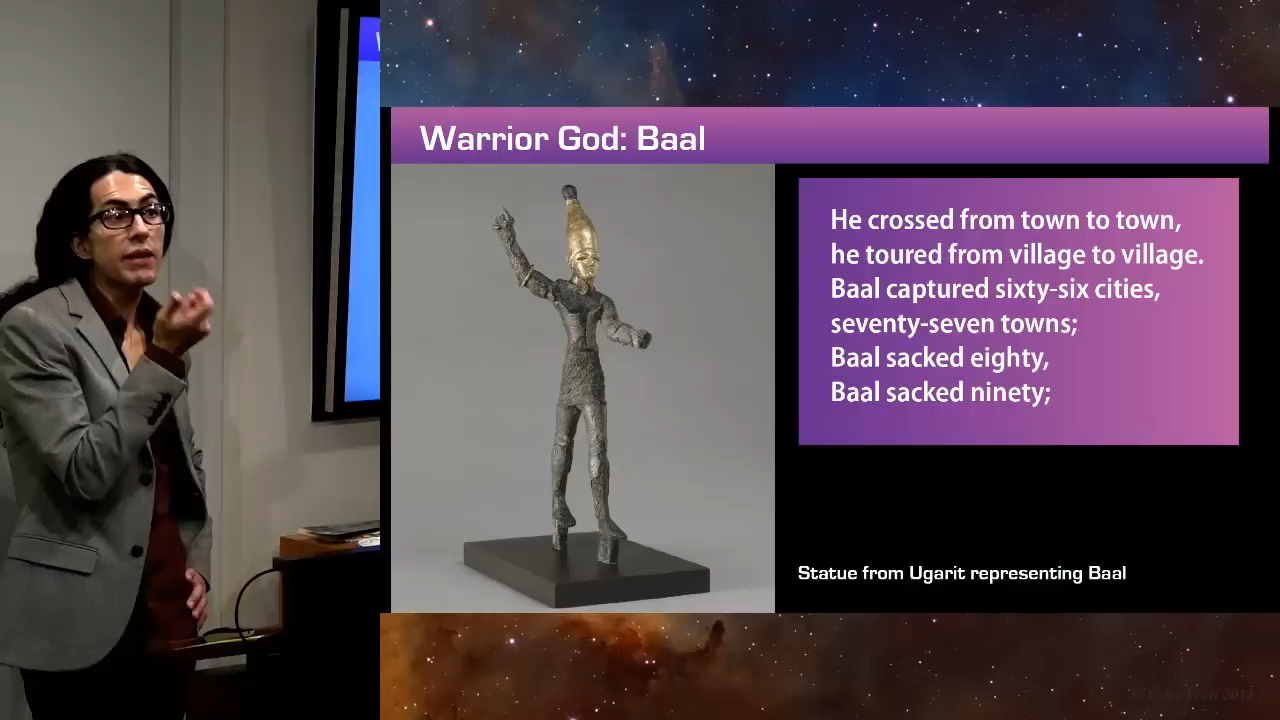 Warrior God: Baal
He crossed from town to town,
he toured from village to village.
Baal captured sixty-six cities,
seventy-seven towns;
Baal sacked eighty,
Baal sacked ninety;
Statue from Ugarit representing Baal